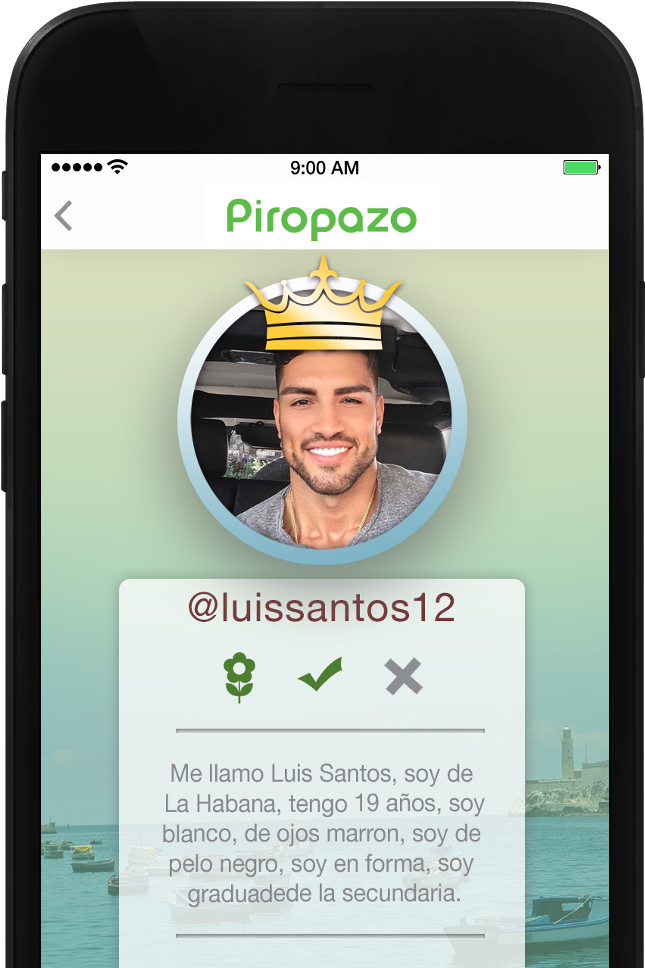 9:00 AM
Piropazo
@luissantos12
Me llamo Luis Santos, soy de
La Habana, tengo 19 años, soy
blanco, de ojos marron, soy de
pelo negro, soy en forma, soy
graduadede la secundaria.